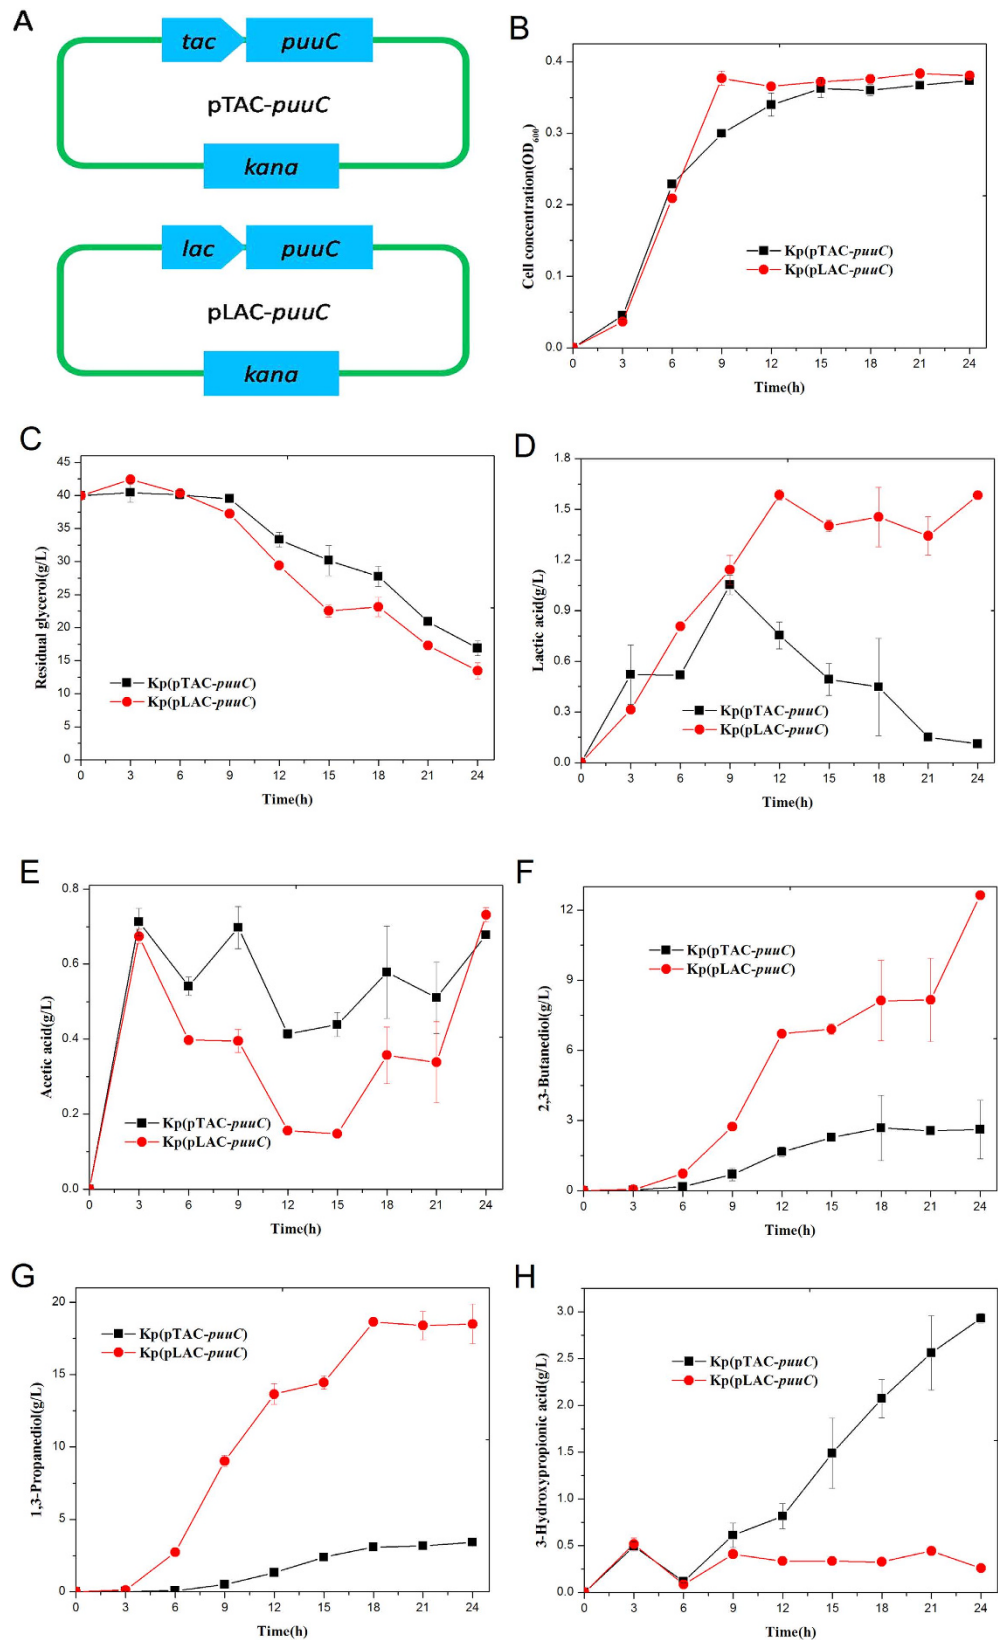 A
tac
puuC
pTAC-puuC
kana
lac
puuC
pLAC-puuC
kana
B
Cell concentration(OD600)
0.4
0.3
0.2
0.1
0.0
Kp(pTAC-puuC)
Kp(pLAC-puuC)
0 3 6 9 12 15 18 21 24
Time(h)
C
Residual glycerol(g/L)
45
40
35
30
25
20
15
10
5
0
Kp(pTAC-puuC)
Kp(pLAC-puuC)
0 3 6 9 12 15 18 21 24
Time(h)
D
Lactic acid(g/L)
1.8
1.5
1.2
0.9
0.6
0.3
0.0
Kp(pTAC-puuC)
Kp(pLAC-puuC)
0 3 6 9 12 15 18 21 24
Time(h)
E
Acetic acid(g/L)
0.8
0.6
0.4
0.2
0.0
Kp(pTAC-puuC)
Kp(pLAC-puuC)
0 3 6 9 12 15 18 21 24
Time(h)
F
2,3-Butanediol(g/L)
12
9
6
3
0
Kp(pTAC-puuC)
Kp(pLAC-puuC)
0 3 6 9 12 15 18 21 24
Time(h)
G
1,3-Propanediol(g/L)
20
15
10
5
0
Kp(pTAC-puuC)
Kp(pLAC-puuC)
0 3 6 9 12 15 18 21 24
Time(h)
H
3-Hydroxypropionic acid(g/L)
3.0
2.5
2.0
1.5
1.0
0.5
0.0
Kp(pTAC-puuC)
Kp(pLAC-puuC)
0 3 6 9 12 15 18 21 24
Time(h)